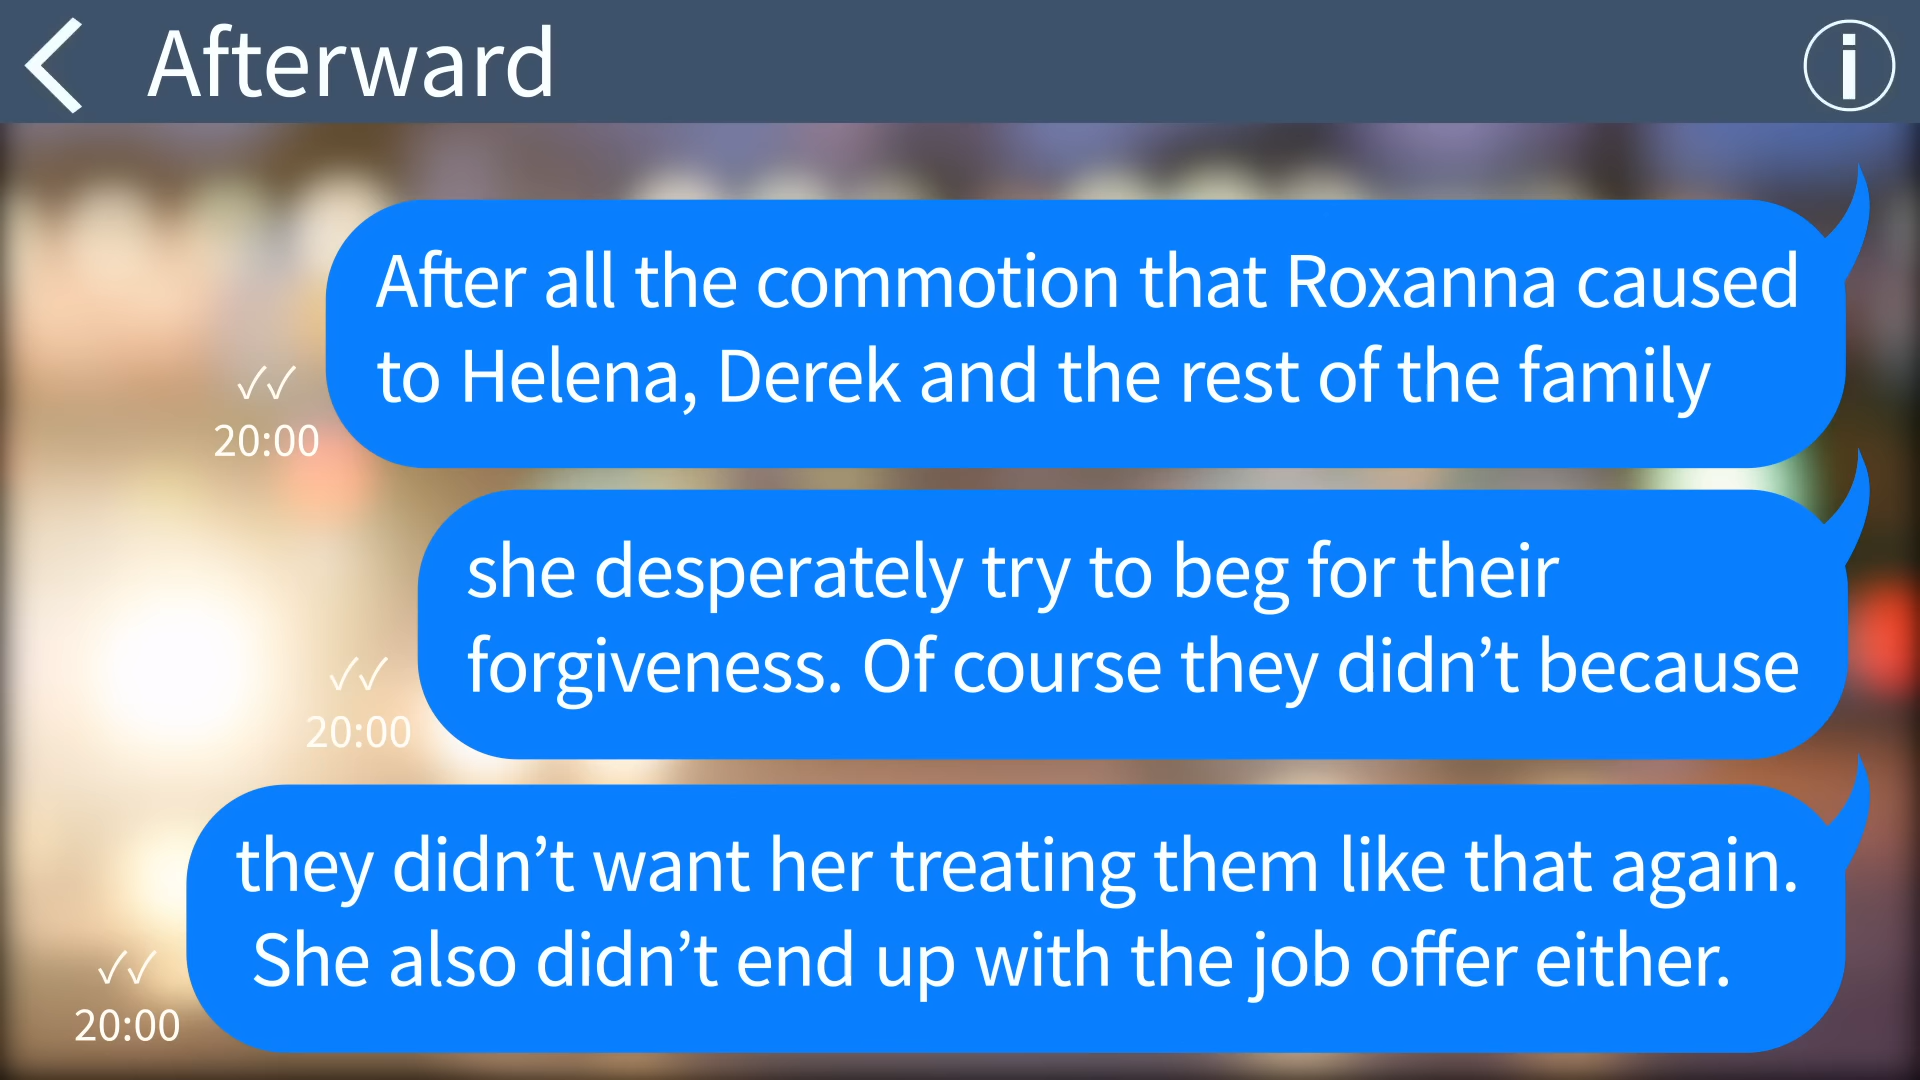 Afterward
After all the commotion that Roxanna caused
to Helena, Derek and the rest of the family
✓✓
20:00
she desperately try to beg for their
forgiveness. Of course they didn’t because
✓✓
20:00
they didn’t want her treating them like that again.
She also didn’t end up with the job offer either.
✓✓
20:00